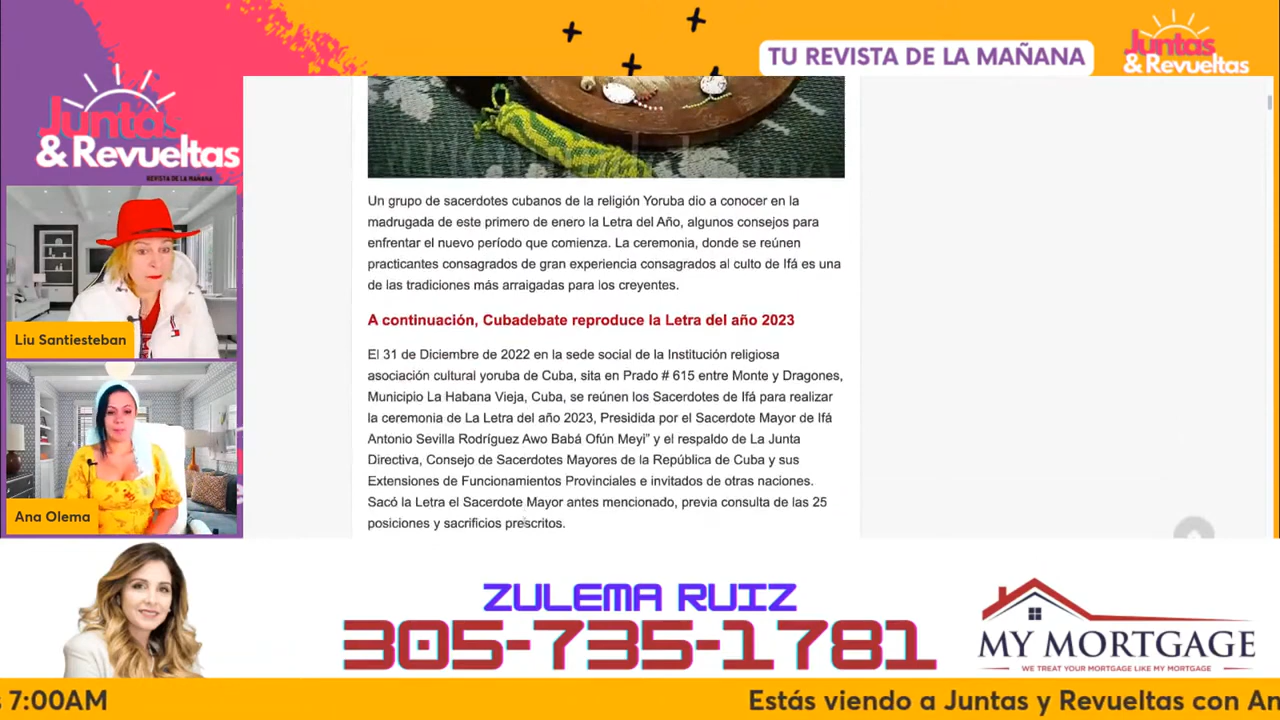 TU REVISTA DE LA MAÑANA
Juntas
& Revueltas
Juntas
& Revueltas
REVISTA DE LA MAÑANA
Liu Santiesteban
Ana Olema
Un grupo de sacerdotes cubanos de la religión Yoruba dio a conocer en la
madrugada de este primero de enero la Letra del Año, algunos consejos para
enfrentar el nuevo período que comienza. La ceremonia, donde se reúnen
practicantes consagrados de gran experiencia consagrados al culto de Ifá es una
de las tradiciones más arraigadas para los creyentes.
A continuación, Cubadebate reproduce la Letra del año 2023
El 31 de Diciembre de 2022 en la sede social de la Institución religiosa
asociación cultural yoruba de Cuba, sita en Prado # 615 entre Monte y Dragones,
Municipio La Habana Vieja, Cuba, se reúnen los Sacerdotes de Ifá para realizar
la ceremonia de La Letra del año 2023, Presidida por el Sacerdote Mayor de Ifá
Antonio Sevilla Rodríguez Awo Babá Ofún Meyi” y el respaldo de La Junta
Directiva, Consejo de Sacerdotes Mayores de la República de Cuba y sus
Extensiones de Funcionamientos Provinciales e invitados de otras naciones.
Sacó la Letra el Sacerdote Mayor antes mencionado, previa consulta de las 25
posiciones y sacrificios prescritos.
ZULEMA RUIZ
305-735-1781
MY MORTGAGE
WE TREAT YOUR MORTGAGE LIKE MY MORTGAGE
s 7:00AM
Estás viendo a Juntas y Revueltas con An